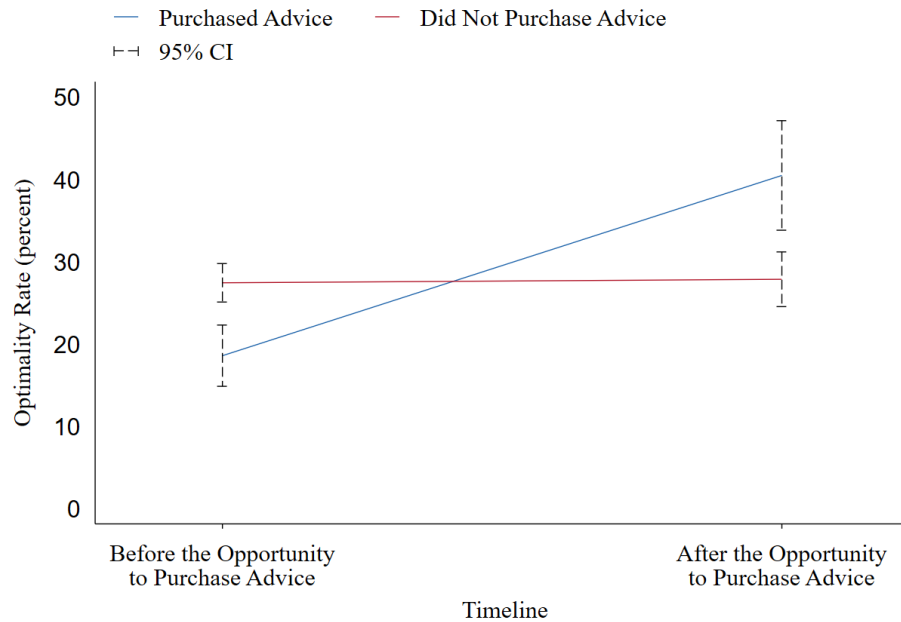 Purchased Advice
Did Not Purchase Advice
95% CI
50
40
30
20
10
0
Optimality Rate (percent)
Before the Opportunity
to Purchase Advice
After the Opportunity
to Purchase Advice
Timeline